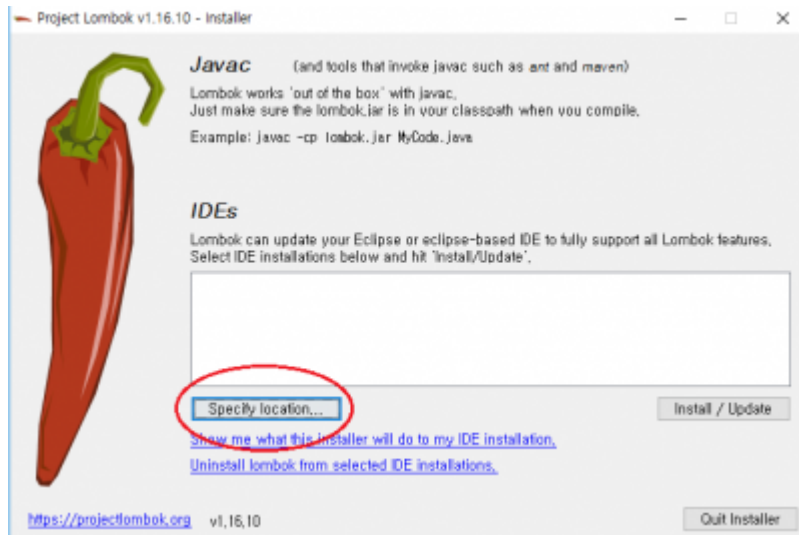 Project Lombok v1.16.10 - Installer
Javac (and tools that invoke javac such as ant and maven)
Lombok works 'out of the box' with javac.
Just make sure the lombok.jar is in your classpath when you compile.
Example: javac -cp lombok.jar MyCode.java
IDEs
Lombok can update your Eclipse or eclipse-based IDE to fully support all Lombok features.
Select IDE installations below and hit 'Install/Update'.
Specify location...
Install / Update
Show me what this installer will do to my IDE installation.
Uninstall lombok from selected IDE installations.
https://projectlombok.org v1.16.10
Quit Installer